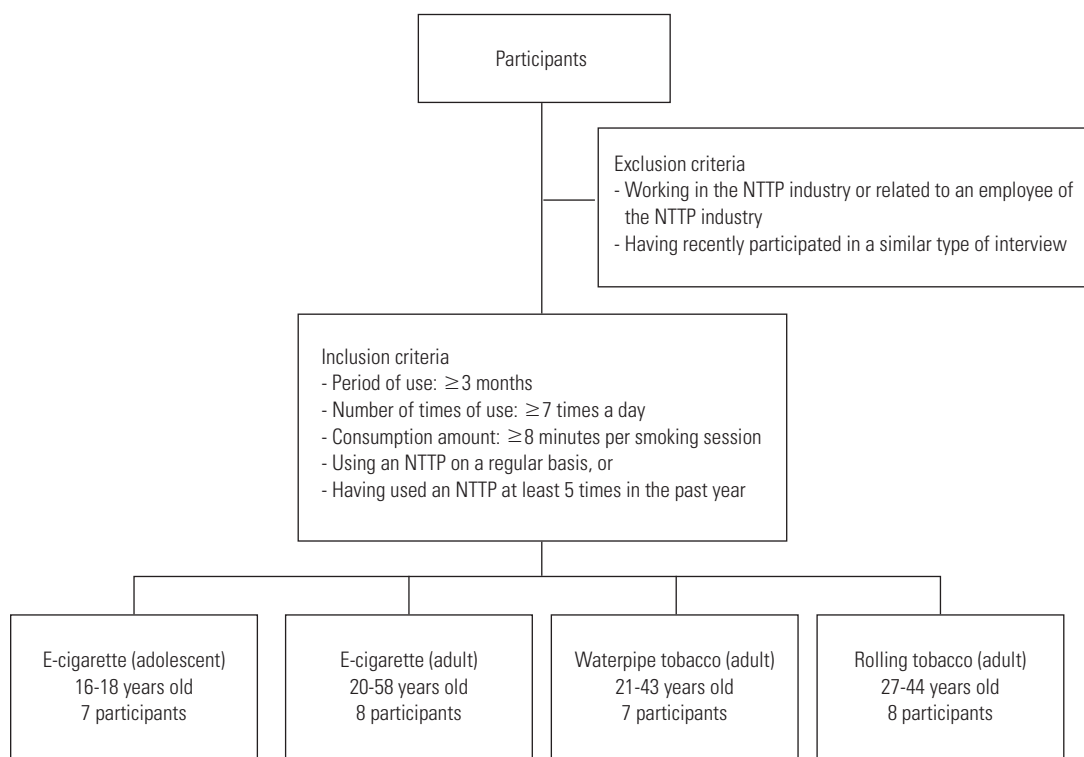 Participants
Exclusion criteria
- Working in the NTTP industry or related to an employee of
the NTTP industry
- Having recently participated in a similar type of interview
Inclusion criteria
- Period of use: ≥3 months
- Number of times of use: ≥7 times a day
- Consumption amount: ≥8 minutes per smoking session
- Using an NTTP on a regular basis, or
- Having used an NTTP at least 5 times in the past year
E-cigarette (adolescent)
16-18 years old
7 participants
E-cigarette (adult)
20-58 years old
8 participants
Waterpipe tobacco (adult)
21-43 years old
7 participants
Rolling tobacco (adult)
27-44 years old
8 participants